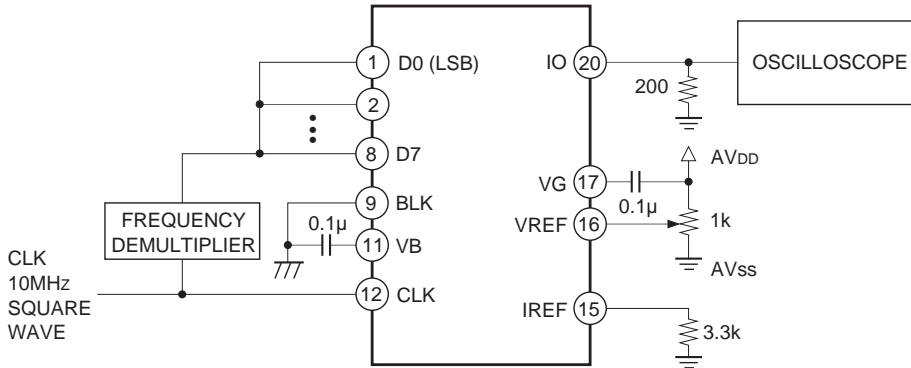 1 D0 (LSB)
2
8 D7
9 BLK
0.1μ
11 VB
12 CLK
FREQUENCY
DEMULTIPLIER
CLK
10MHz
SQUARE
WAVE
IO 20
200
OSCILLOSCOPE
AVDD
VG 17
0.1μ
1k
VREF 16
AVss
IREF 15
3.3k